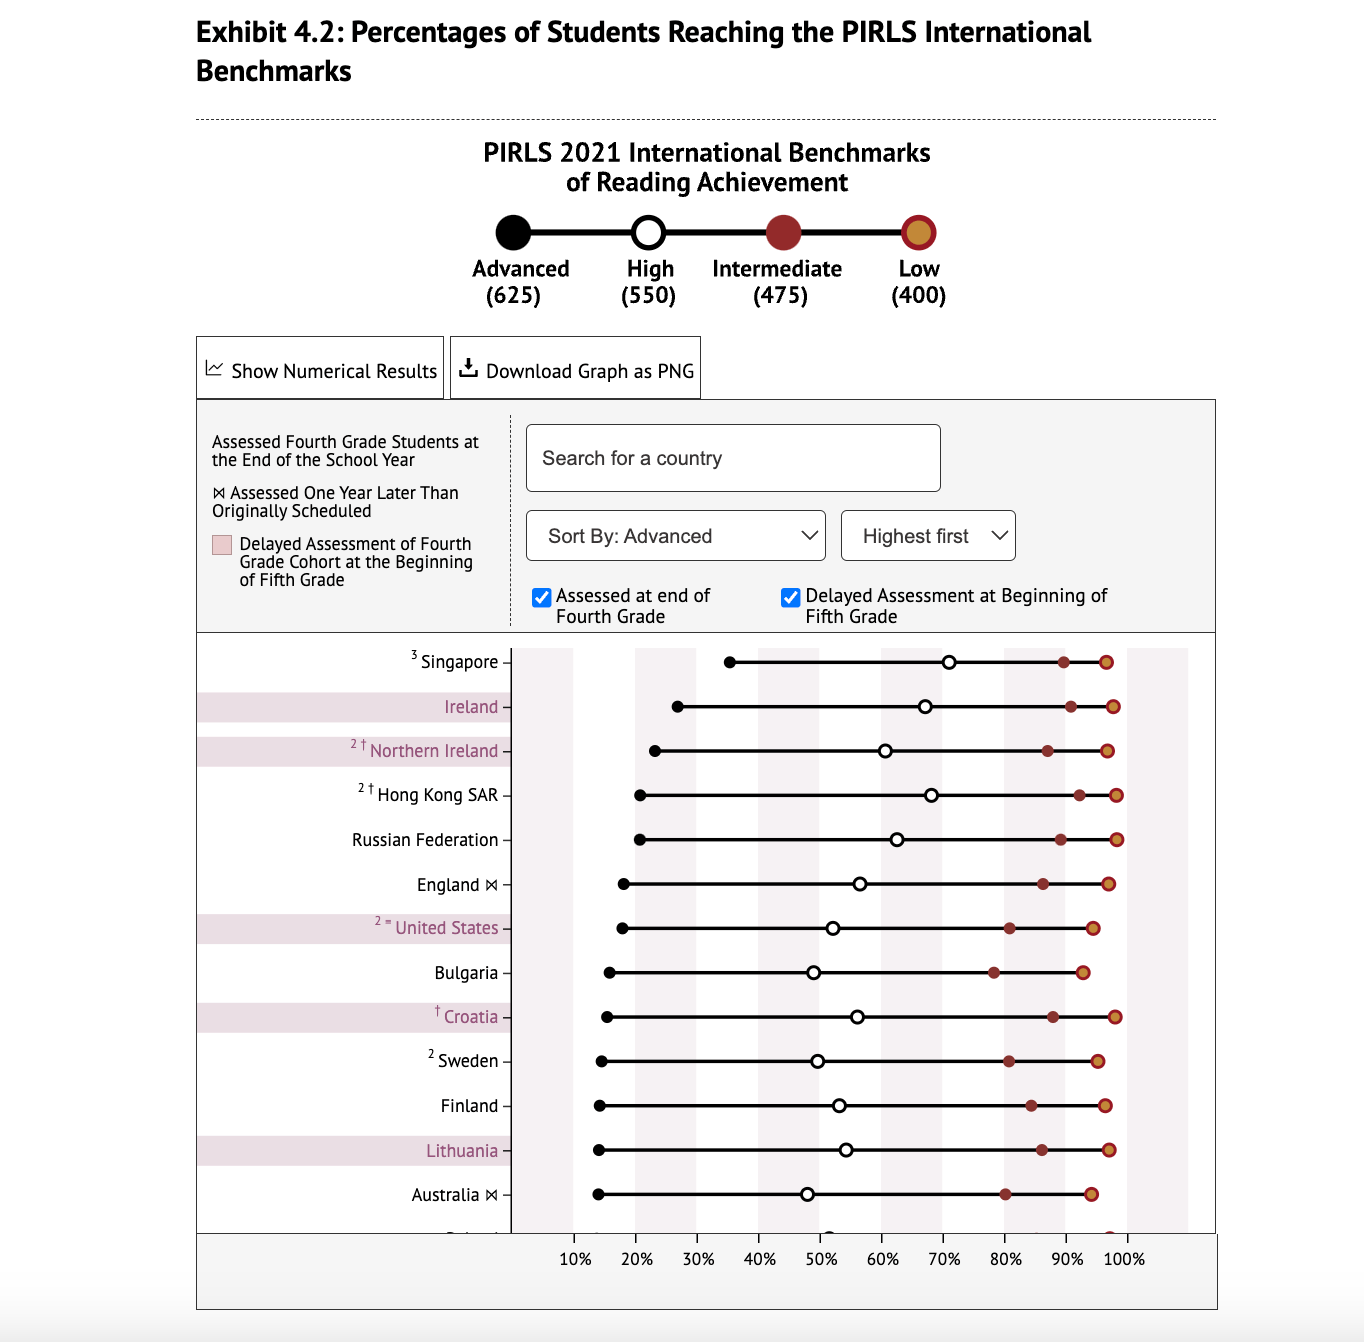 Exhibit 4.2: Percentages of Students Reaching the PIRLS International
Benchmarks
PIRLS 2021 International Benchmarks
of Reading Achievement
Advanced
(625)
High
(550)
Intermediate
(475)
Low
(400)
Show Numerical Results
Download Graph as PNG
Assessed Fourth Grade Students at
the End of the School Year
⋈ Assessed One Year Later Than
Originally Scheduled
Delayed Assessment of Fourth
Grade Cohort at the Beginning
of Fifth Grade
Search for a country
Sort By: Advanced
Highest first
Assessed at end of
Fourth Grade
Delayed Assessment at Beginning of
Fifth Grade
3 Singapore
Ireland
2 † Northern Ireland
2 † Hong Kong SAR
Russian Federation
England ⋈
2 = United States
Bulgaria
† Croatia
2 Sweden
Finland
Lithuania
Australia ⋈
10% 20% 30% 40% 50% 60% 70% 80% 90% 100%